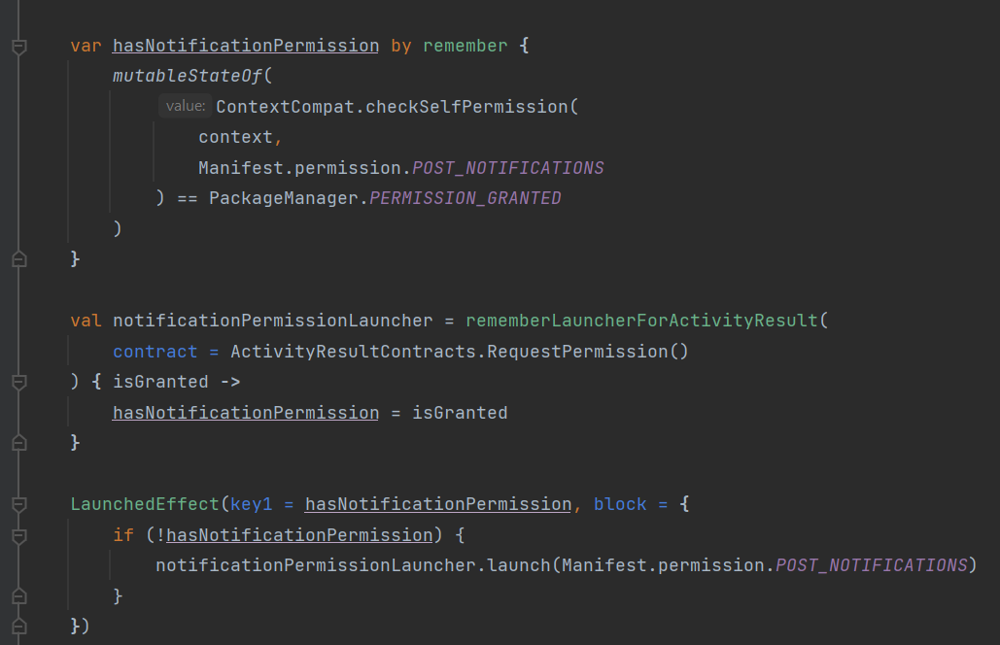 var hasNotificationPermission by remember {
mutableStateOf(
value: ContextCompat.checkSelfPermission(
context,
Manifest.permission.POST_NOTIFICATIONS
) == PackageManager.PERMISSION_GRANTED
)
}
val notificationPermissionLauncher = rememberLauncherForActivityResult(
contract = ActivityResultContracts.RequestPermission()
) { isGranted ->
hasNotificationPermission = isGranted
}
LaunchedEffect(key1 = hasNotificationPermission, block = {
if (!hasNotificationPermission) {
notificationPermissionLauncher.launch(Manifest.permission.POST_NOTIFICATIONS)
}
})